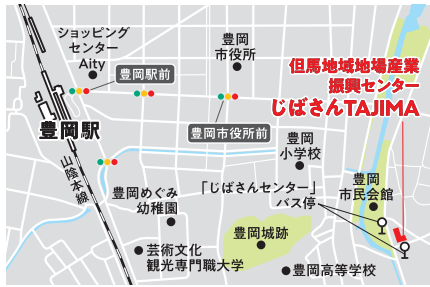 ショッピング
センター
Aity
豊岡
市役所
但馬地域地場産業
振興センター
じばさんTAJIMA
豊岡駅前
豊岡駅
豊岡市役所前
山陰本線
豊岡
小学校
豊岡めぐみ
幼稚園
「じばさんセンター」
バス停
豊岡
市民会館
豊岡城跡
芸術文化
観光専門職大学
豊岡高等学校